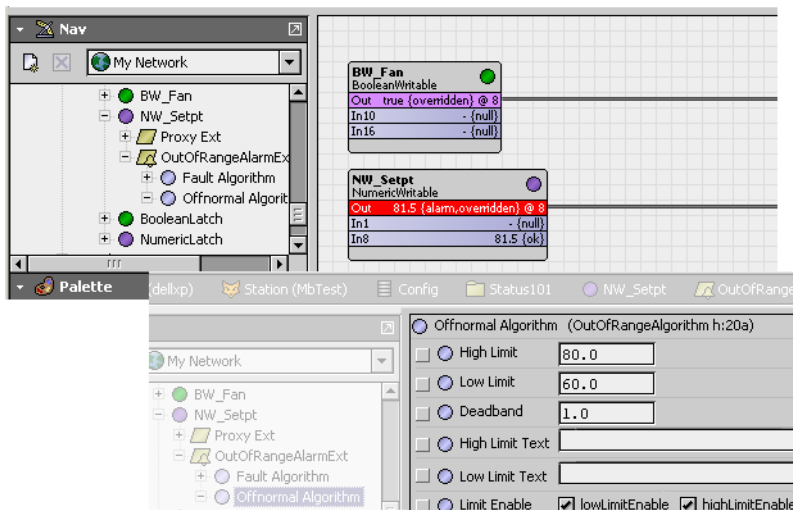 Nav
My Network
BW_Fan
NW_Setpt
Proxy Ext
OutOfRangeAlarmEx
Fault Algorithm
Offnormal Algorit
BooleanLatch
NumericLatch
Palette
BW_Fan
BooleanWritable
Out true {overridden} @ 8
In10 - {null}
In16 - {null}
NW_Setpt
NumericWritable
Out 81.5 {alarm,overridden} @ 8
In1 - {null}
In8 81.5 {ok}
(dellxp) Station (MbTest) Config Status101 NW_Setpt OutOfRange
My Network
BW_Fan
NW_Setpt
Proxy Ext
OutOfRangeAlarmExt
Fault Algorithm
Offnormal Algorithm
Offnormal Algorithm (OutOfRangeAlgorithm h:20a)
High Limit 80.0
Low Limit 60.0
Deadband 1.0
High Limit Text
Low Limit Text
Limit Enable lowLimitEnable highLimitEnable